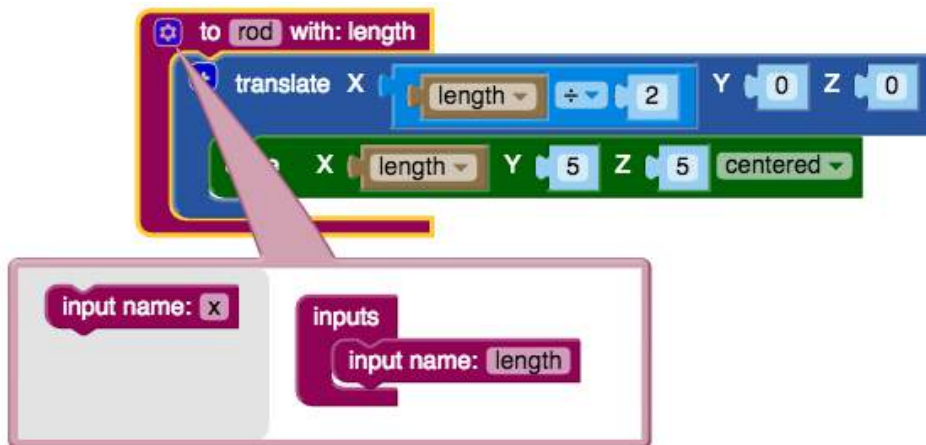 to rod with: length
translate X length ÷ 2 Y 0 Z 0
X length Y 5 Z 5 centered
input name: x
inputs
input name: length